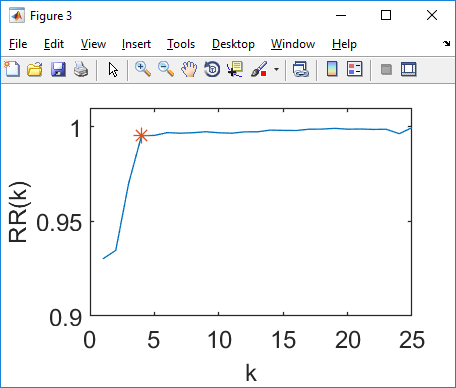 Figure 3
File Edit View Insert Tools Desktop Window Help
1
0.95
0.9
RR(k)
0 5 10 15 20 25
k